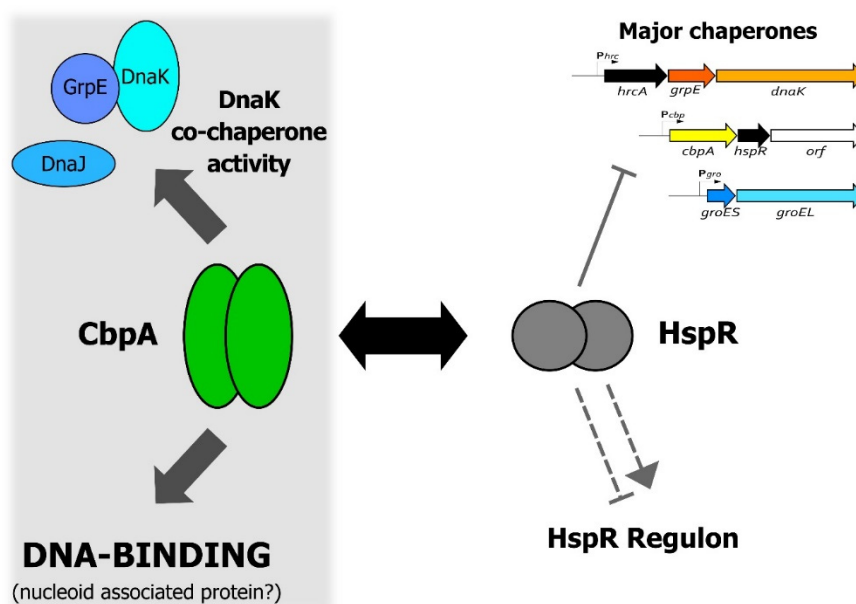 DnaK
GrpE
DnaJ
DnaK
co-chaperone
activity
CbpA
DNA-BINDING
(nucleoid associated protein?)
Major chaperones
Phrc
hrcA grpE dnaK
Pcbp
cbpA hspR orf
Pgro
groES groEL
HspR
HspR Regulon